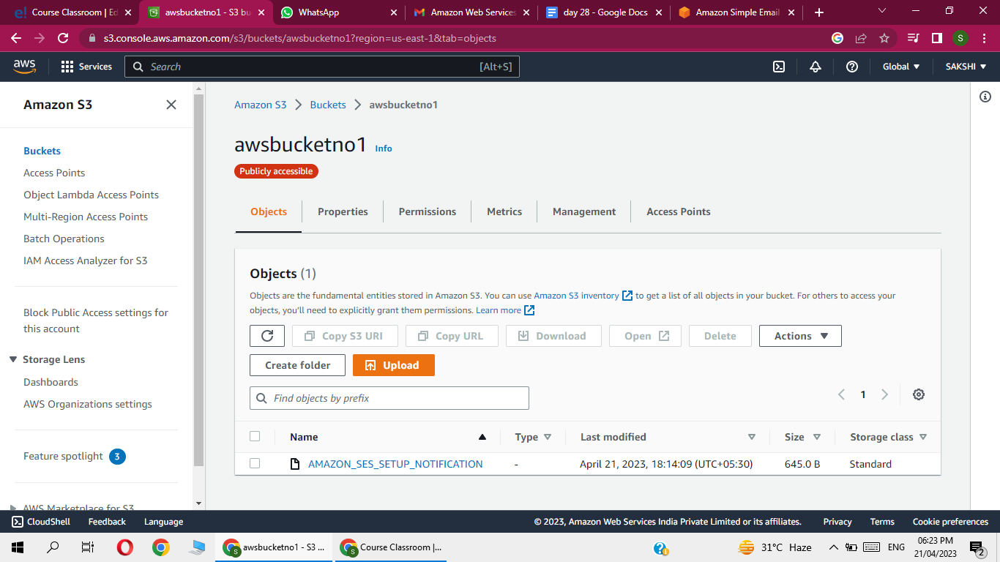 Course Classroom | Ed
awsbucketno1 - S3 bu
WhatsApp
Amazon Web Services
day 28 - Google Docs
Amazon Simple Email
s3.console.aws.amazon.com/s3/buckets/awsbucketno1?region=us-east-1&tab=objects
S
aws
Services
Search
[Alt+S]
Global
SAKSHI
Amazon S3
Buckets
Access Points
Object Lambda Access Points
Multi-Region Access Points
Batch Operations
IAM Access Analyzer for S3
Block Public Access settings for
this account
Storage Lens
Dashboards
AWS Organizations settings
Feature spotlight 3
AWS Marketplace for S3
Amazon S3 > Buckets > awsbucketno1
awsbucketno1 Info
Publicly accessible
Objects
Properties
Permissions
Metrics
Management
Access Points
Objects (1)
Objects are the fundamental entities stored in Amazon S3. You can use Amazon S3 inventory to get a list of all objects in your bucket. For others to access your
objects, you'll need to explicitly grant them permissions. Learn more
Copy S3 URI
Copy URL
Download
Open
Delete
Actions
Create folder
Upload
Find objects by prefix
1
Name Type Last modified Size Storage class
AMAZON_SES_SETUP_NOTIFICATION - April 21, 2023, 18:14:09 (UTC+05:30) 645.0 B Standard
CloudShell Feedback Language © 2023, Amazon Web Services India Private Limited or its affiliates. Privacy Terms Cookie preferences
awsbucketno1 - S3 ...
Course Classroom |...
31°C Haze
ENG
06:23 PM
21/04/2023
2